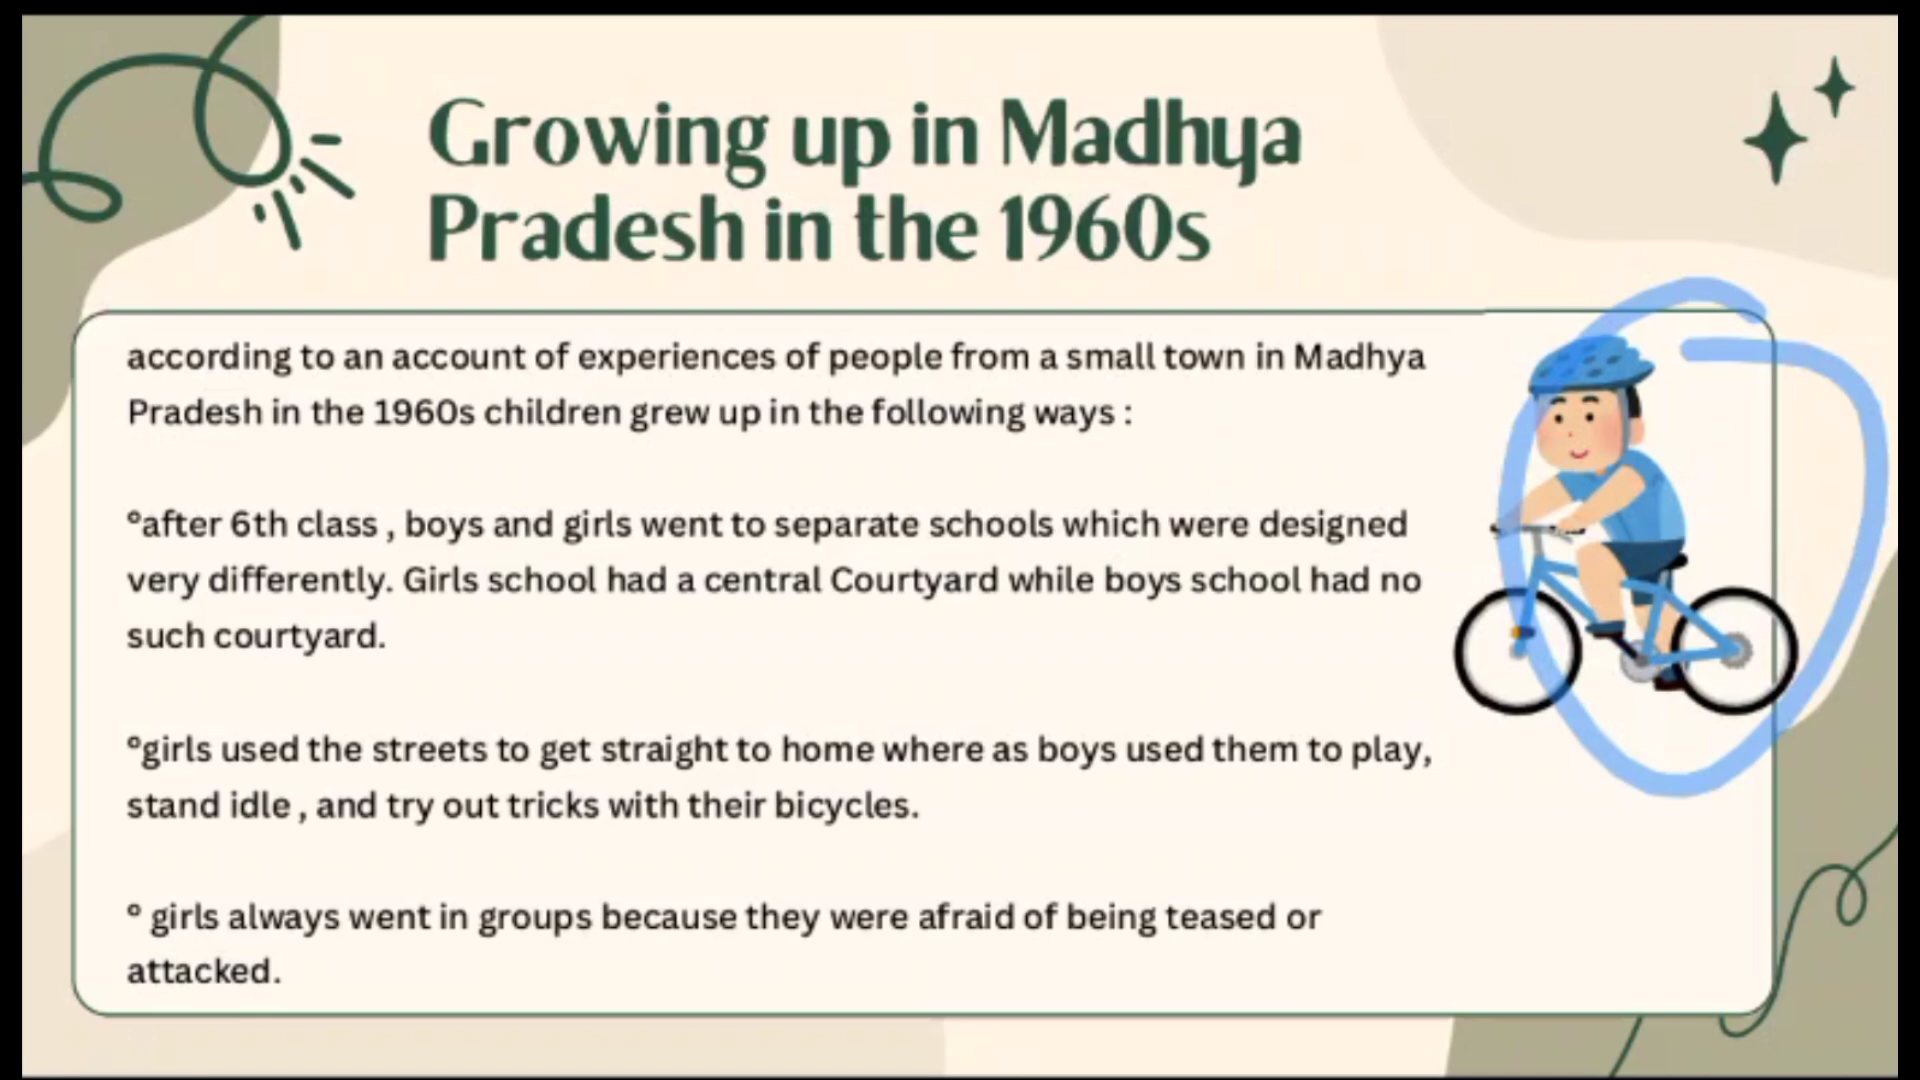 Growing up in Madhya
Pradesh in the 1960s
according to an account of experiences of people from a small town in Madhya
Pradesh in the 1960s children grew up in the following ways :
°after 6th class , boys and girls went to separate schools which were designed
very differently. Girls school had a central Courtyard while boys school had no
such courtyard.
°girls used the streets to get straight to home where as boys used them to play,
stand idle , and try out tricks with their bicycles.
° girls always went in groups because they were afraid of being teased or
attacked.